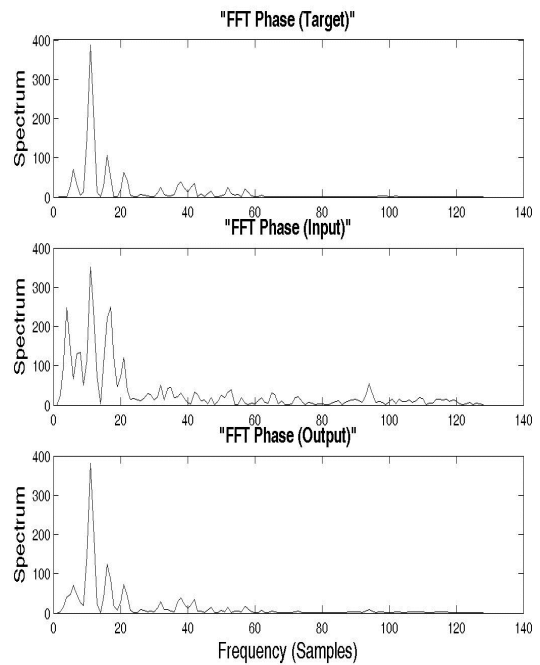 "FFT Phase (Target)"
Spectrum
400
300
200
100
0
0 20 40 60 80 100 120 140
"FFT Phase (Input)"
Spectrum
400
300
200
100
0
0 20 40 60 80 100 120 140
"FFT Phase (Output)"
Spectrum
400
300
200
100
0
0 20 40 60 80 100 120 140
Frequency (Samples)